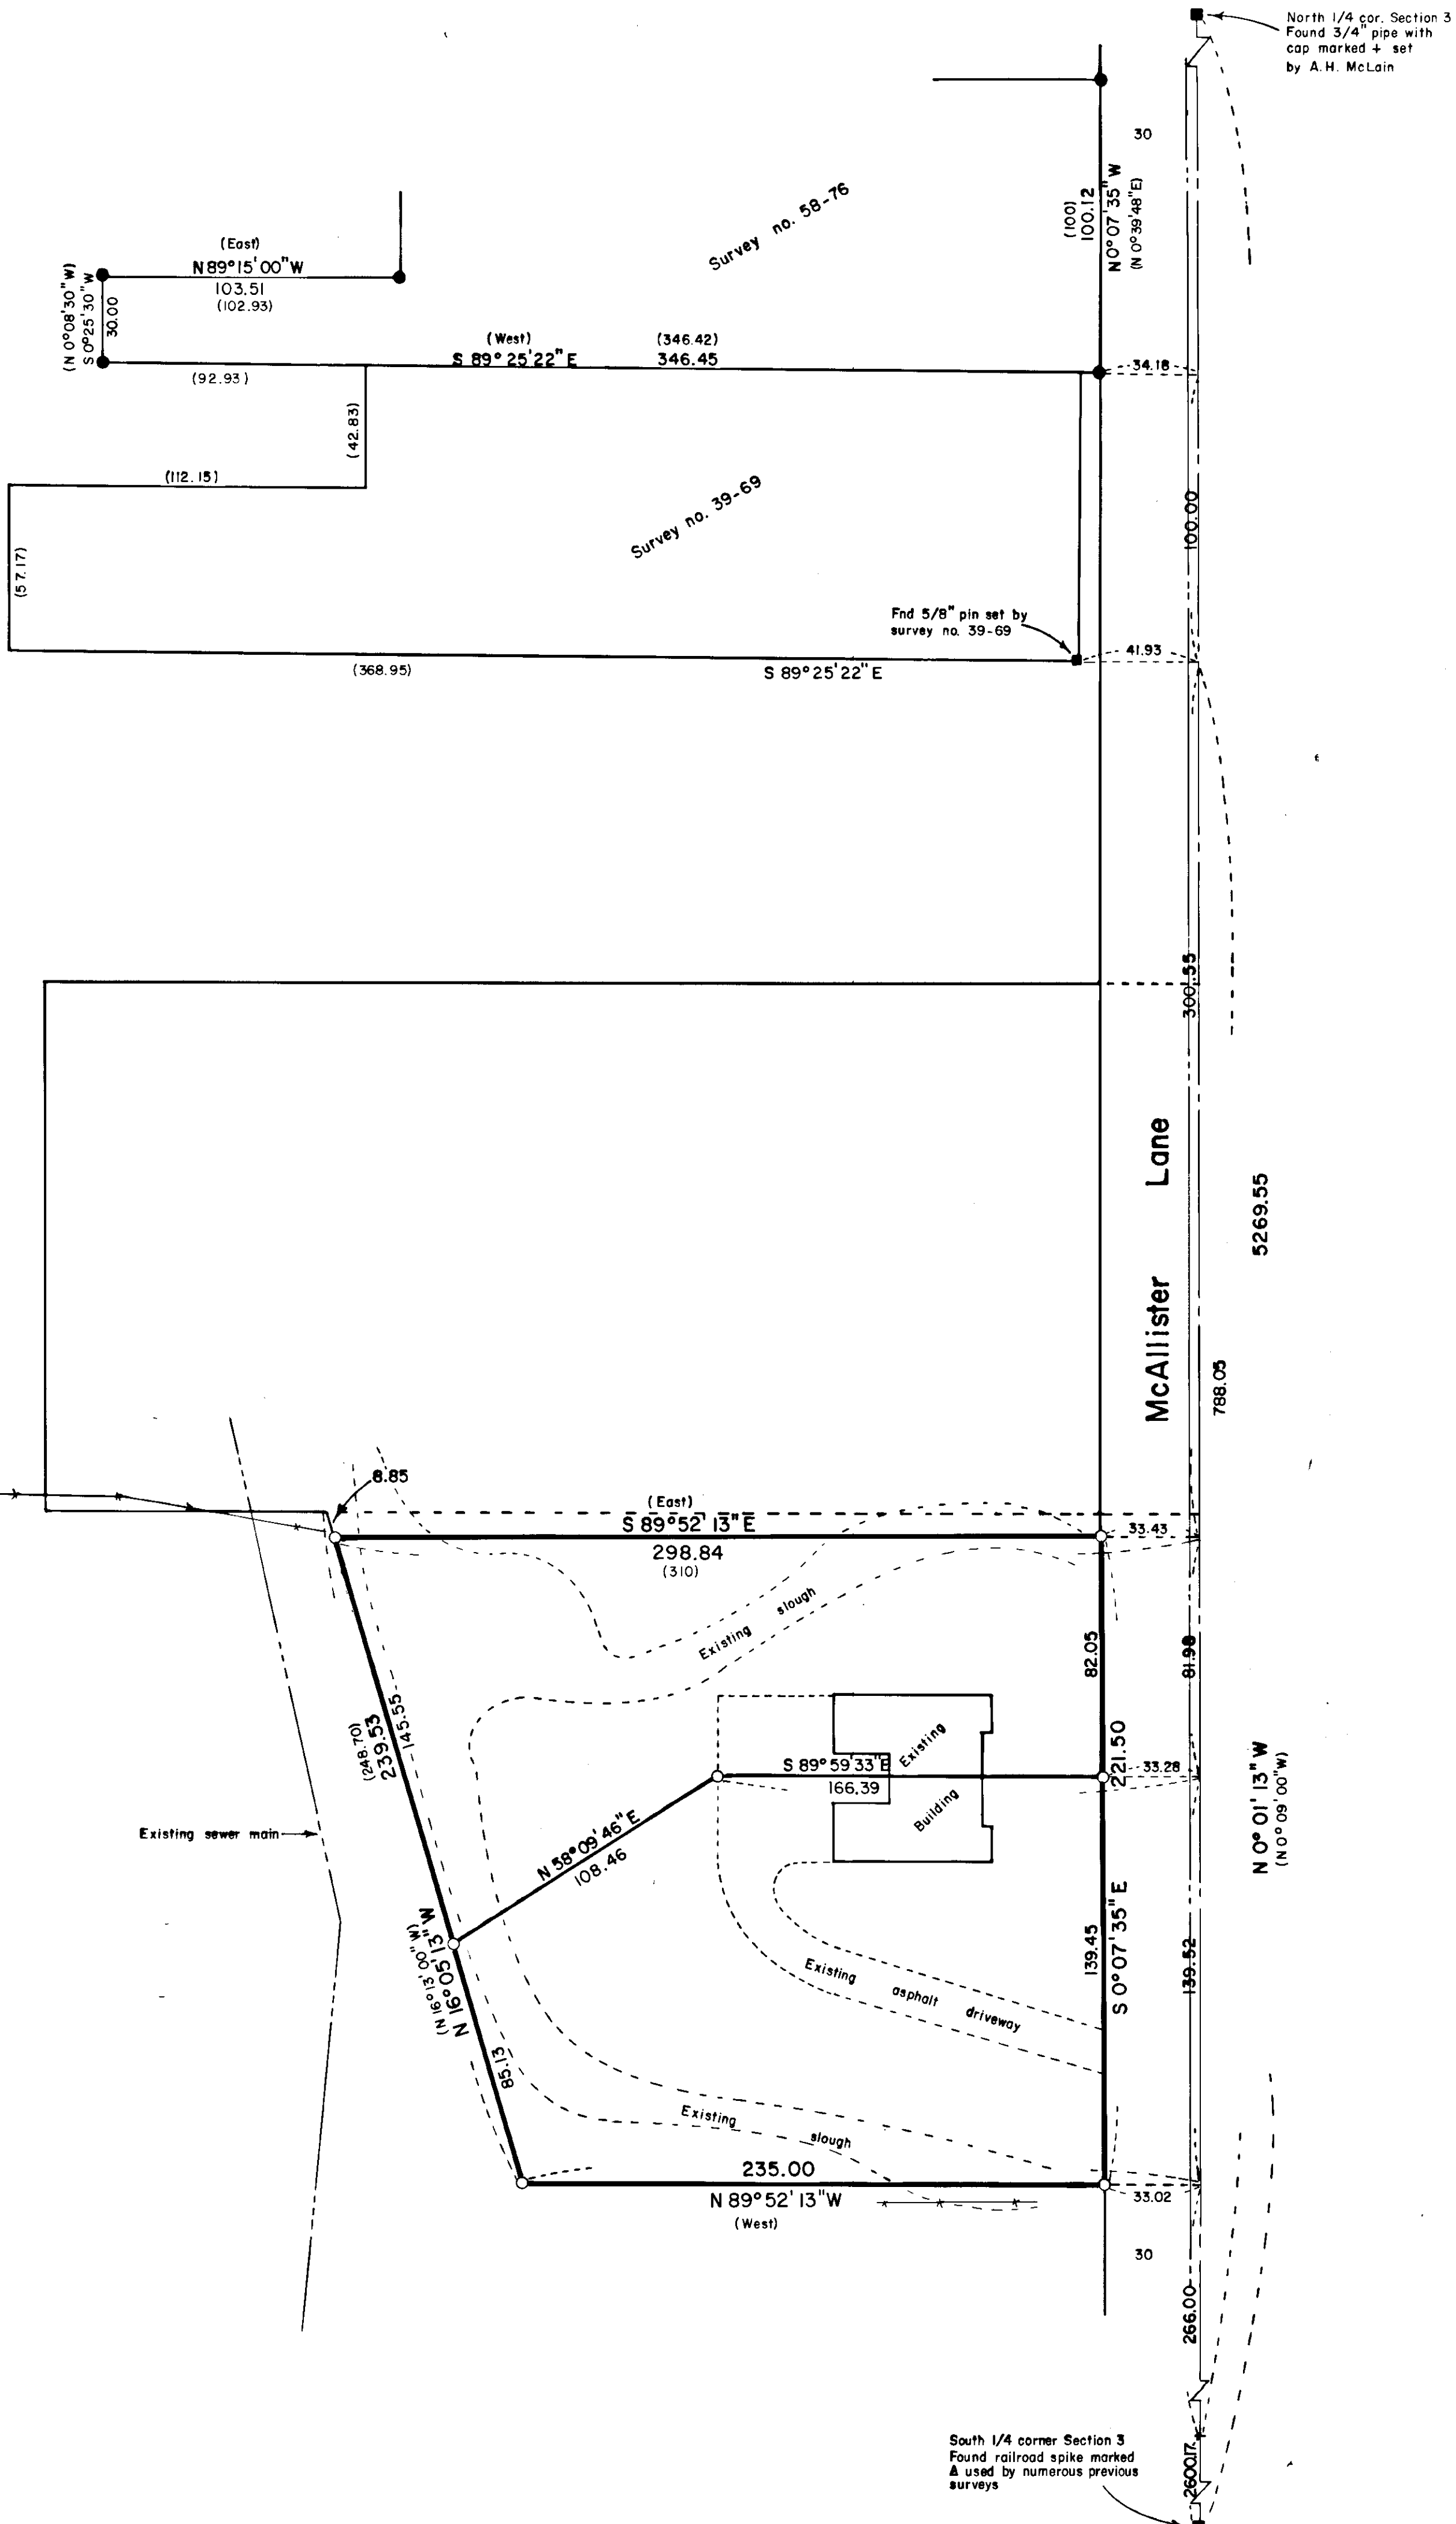 North 1/4 cor. Section 3
Found 3/4" pipe with
cap marked + set
by A.H. McLain
30
(100)
100.12
N 0° 07' 35" W
(N 0° 39' 48" E)
Survey no. 58-76
(East)
N 89° 15' 00" W
103.51
(102.93)
(N 0° 08' 30" W)
S 0° 25' 30" W
30.00
(West)
(346.42)
S 89° 25' 22" E
346.45
34.18
(92.93)
(42.83)
(112.15)
(57.17)
Survey no. 39-69
100.00
Fnd 5/8" pin set by
survey no. 39-69
41.93
(368.95)
S 89° 25' 22" E
300.55
McAllister Lane
5269.55
788.05
8.85
(East)
S 89° 52' 13" E
298.84
(310)
33.43
Existing slough
82.05
81.98
(248.70)
239.53
145.55
Existing
Building
S 89° 59' 33" E
166.39
221.50
33.28
N 0° 01' 13" W
(N 0° 09' 00" W)
Existing sewer main
N 58° 09' 46" E
108.46
139.45
S 0° 07' 35" E
139.52
N 16° 05' 13" W
(N 16° 13' 00" W)
85.13
Existing asphalt driveway
Existing slough
235.00
N 89° 52' 13" W
(West)
33.02
30
266.00
South 1/4 corner Section 3
Found railroad spike marked
Δ used by numerous previous
surveys
2600.17